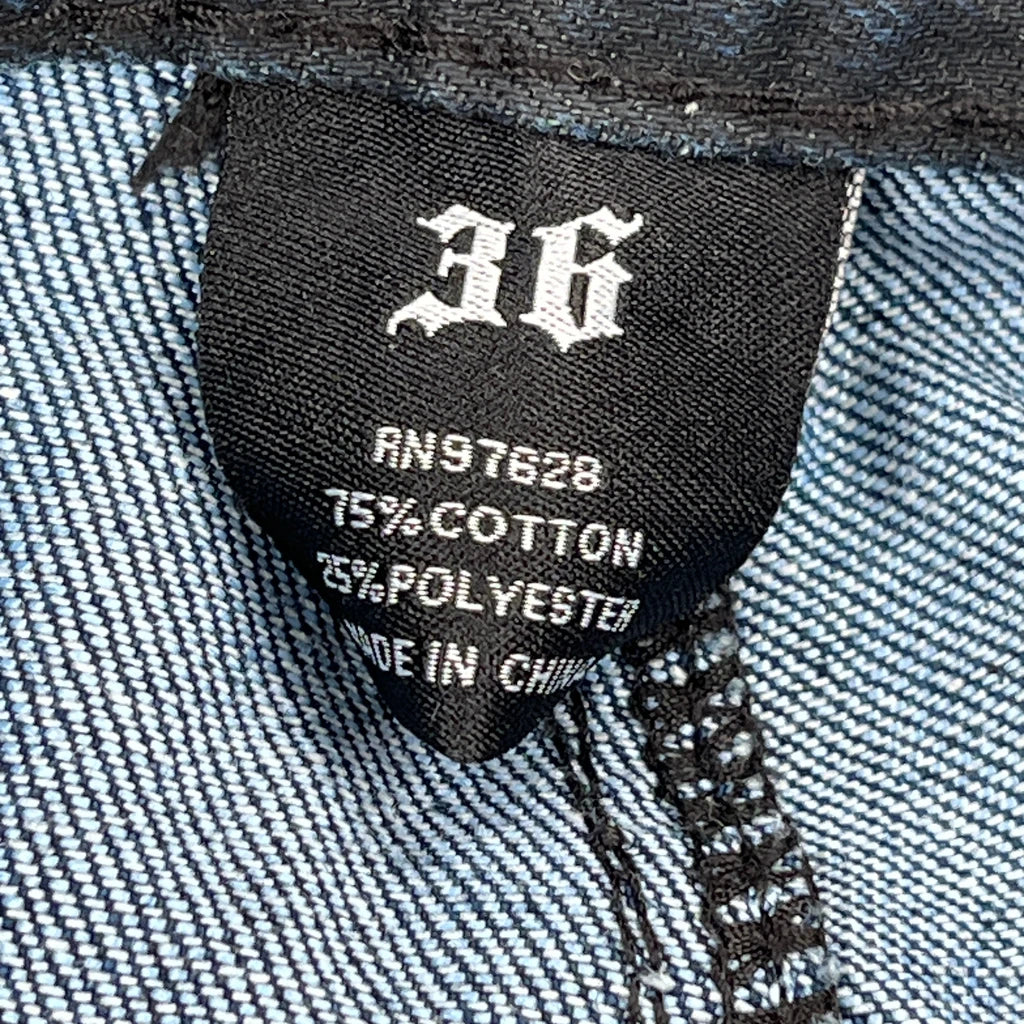 36
RN97628
75%COTTON
25%POLYESTER
MADE IN CHINA